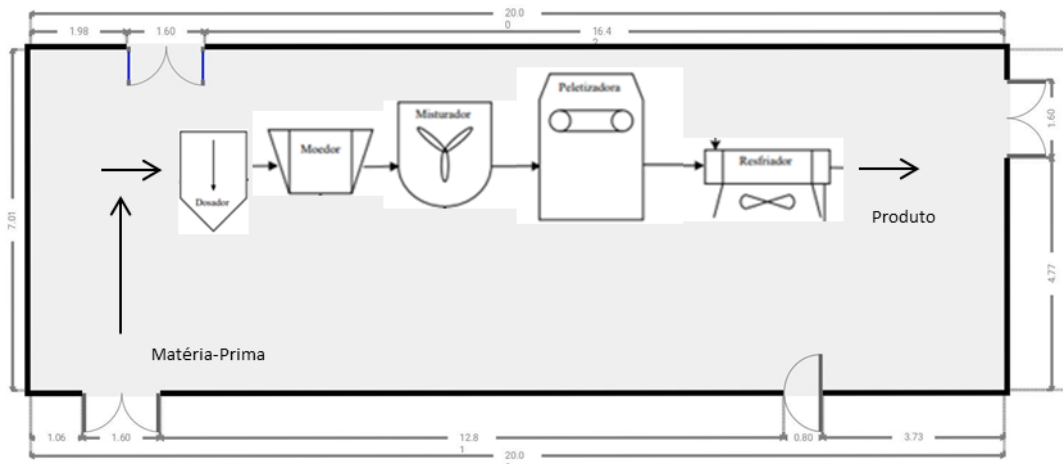 20.0
0
1.98
1.60
16.4
2
Peletizadora
Misturador
Moedor
Resfriador
Dosador
1.60
7.01
Produto
4.77
Matéria-Prima
1.06
1.60
12.8
1
0.80
3.73
20.0